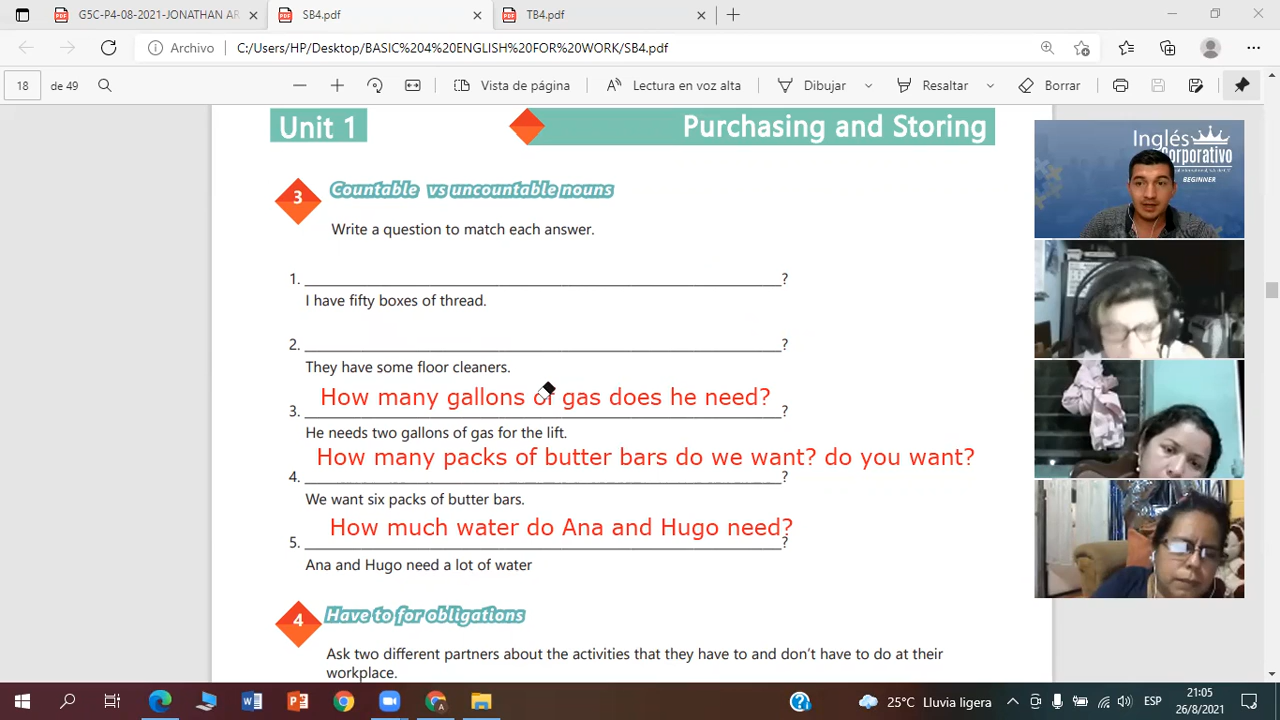 G5C-P4-08-2021-JONATHAN AR
SB4.pdf
TB4.pdf
Archivo
C:/Users/HP/Desktop/BASIC%204%20ENGLISH%20FOR%20WORK/SB4.pdf
18 de 49
Vista de página
Lectura en voz alta
Dibujar
Resaltar
Borrar
Unit 1
Purchasing and Storing
3
Countable vs uncountable nouns
Write a question to match each answer.
1. ______________________________?
I have fifty boxes of thread.
2. ______________________________?
They have some floor cleaners.
How many gallons of gas does he need?
3. ______________________________?
He needs two gallons of gas for the lift.
How many packs of butter bars do we want? do you want?
4. ______________________________?
We want six packs of butter bars.
How much water do Ana and Hugo need?
5. ______________________________?
Ana and Hugo need a lot of water
4
Have to for obligations
Ask two different partners about the activities that they have to and don't have to do at their
workplace.
Inglés
Corporativo
BEGINNER
25°C Lluvia ligera
ESP
21:05
26/8/2021